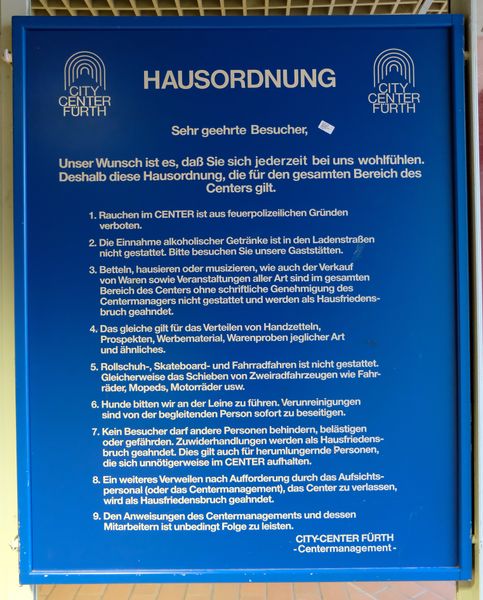 CITY
CENTER
FÜRTH
HAUSORDNUNG
CITY
CENTER
FÜRTH
Sehr geehrte Besucher,
Unser Wunsch ist es, daß Sie sich jederzeit bei uns wohlfühlen.
Deshalb diese Hausordnung, die für den gesamten Bereich des
Centers gilt.
1. Rauchen im CENTER ist aus feuerpolizeilichen Gründen
verboten.
2. Die Einnahme alkoholischer Getränke ist in den Ladenstraßen
nicht gestattet. Bitte besuchen Sie unsere Gaststätten.
3. Betteln, hausieren oder musizieren, wie auch der Verkauf
von Waren sowie Veranstaltungen aller Art sind im gesamten
Bereich des Centers ohne schriftliche Genehmigung des
Centermanagers nicht gestattet und werden als Hausfriedens-
bruch geahndet.
4. Das gleiche gilt für das Verteilen von Handzetteln,
Prospekten, Werbematerial, Warenproben jeglicher Art
und ähnliches.
5. Rollschuh-, Skateboard- und Fahrradfahren ist nicht gestattet.
Gleicherweise das Schieben von Zweiradfahrzeugen wie Fahr-
räder, Mopeds, Motorräder usw.
6. Hunde bitten wir an der Leine zu führen. Verunreinigungen
sind von der begleitenden Person sofort zu beseitigen.
7. Kein Besucher darf andere Personen behindern, belästigen
oder gefährden. Zuwiderhandlungen werden als Hausfriedens-
bruch geahndet. Dies gilt auch für herumlungernde Personen,
die sich unnötigerweise im CENTER aufhalten.
8. Ein weiteres Verweilen nach Aufforderung durch das Aufsichts-
personal (oder das Centermanagement), das Center zu verlassen,
wird als Hausfriedensbruch geahndet.
9. Den Anweisungen des Centermanagements und dessen
Mitarbeitern ist unbedingt Folge zu leisten.
CITY-CENTER FÜRTH
-Centermanagement-